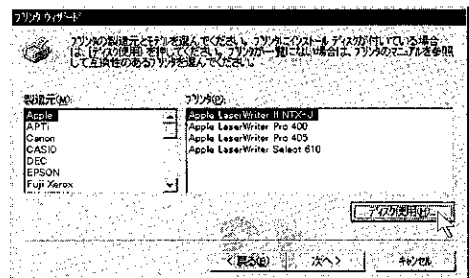 プリンタ ウィザード
プリンタの製造元とモデルを選んでください。プリンタにインストール ディスクが付いている場合
は、[ディスク使用] を押してください。プリンタが一覧にない場合は、プリンタのマニュアルを参照
して互換性のあるプリンタを選んでください。
製造元(M):
プリンタ(P):
Apple
APTi
Canon
CASIO
DEC
EPSON
Fuji Xerox
Apple LaserWriter II NTX-J
Apple LaserWriter Pro 400
Apple LaserWriter Pro 405
Apple LaserWriter Select 610
ディスク使用(H)...
< 戻る(B)
次へ >
キャンセル